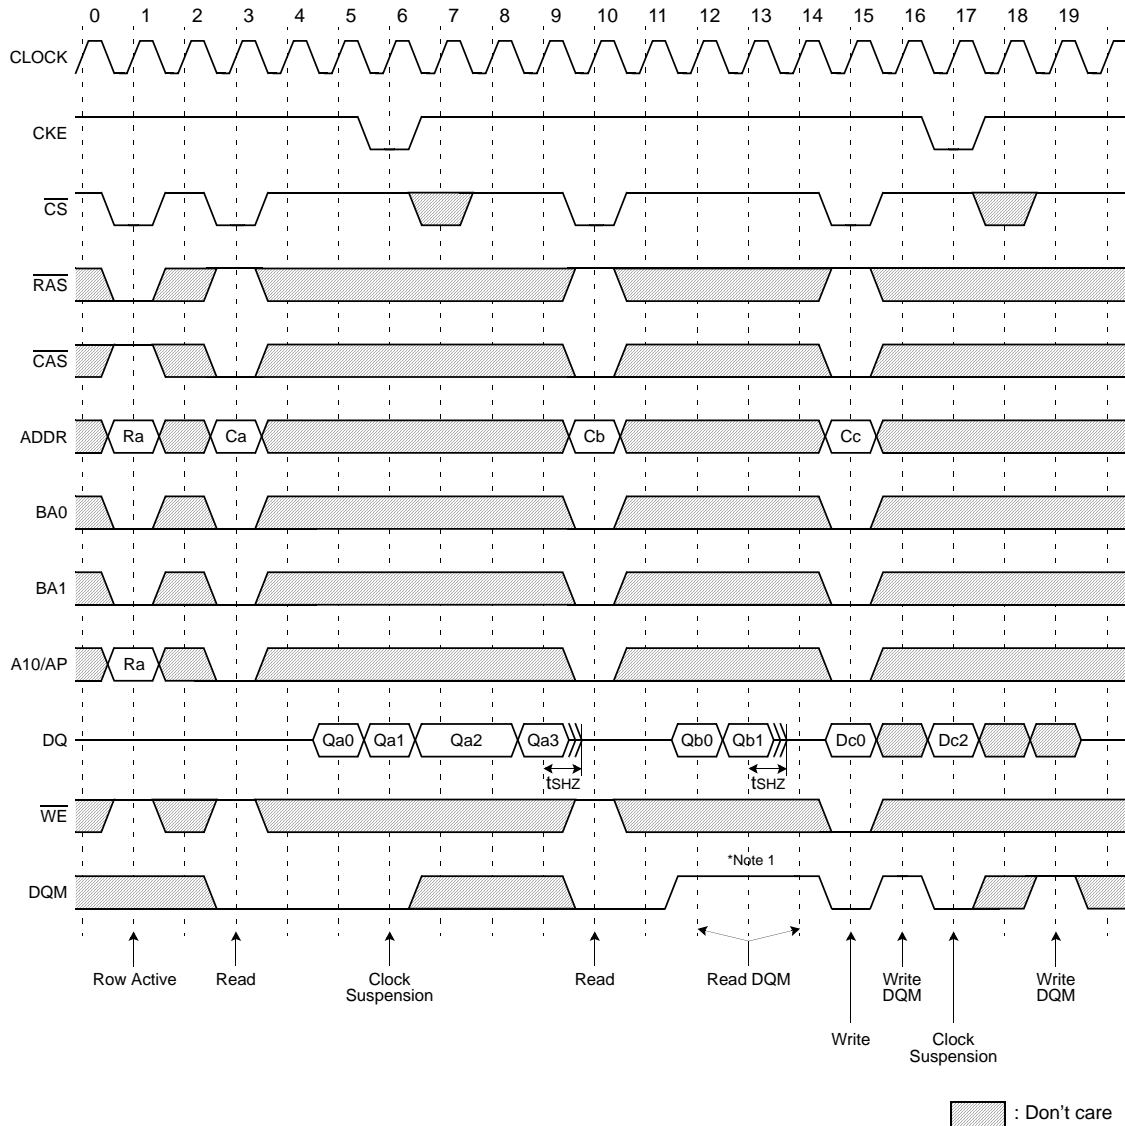 0 1 2 3 4 5 6 7 8 9 10 11 12 13 14 15 16 17 18 19
CLOCK
CKE
CS
RAS
CAS
ADDR Ra Ca Cb Cc
BA0
BA1
A10/AP Ra
DQ Qa0 Qa1 Qa2 Qa3 Qb0 Qb1 Dc0 Dc2
tSHZ tSHZ
WE
*Note 1
DQM
Row Active Read Clock Suspension Read Read DQM Write DQM Write DQM
Write Clock Suspension
: Don't care